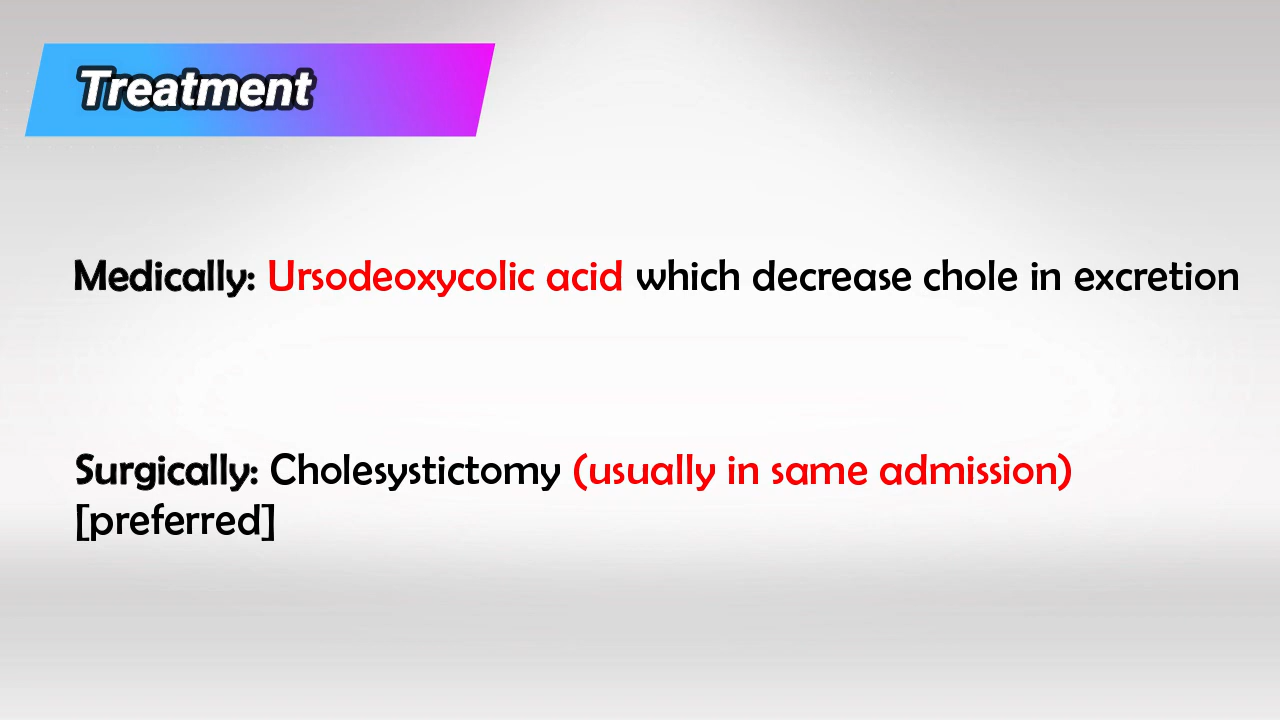 Treatment
Medically: Ursodeoxycolic acid which decrease chole in excretion
Surgically: Cholesystictomy (usually in same admission)
[preferred]